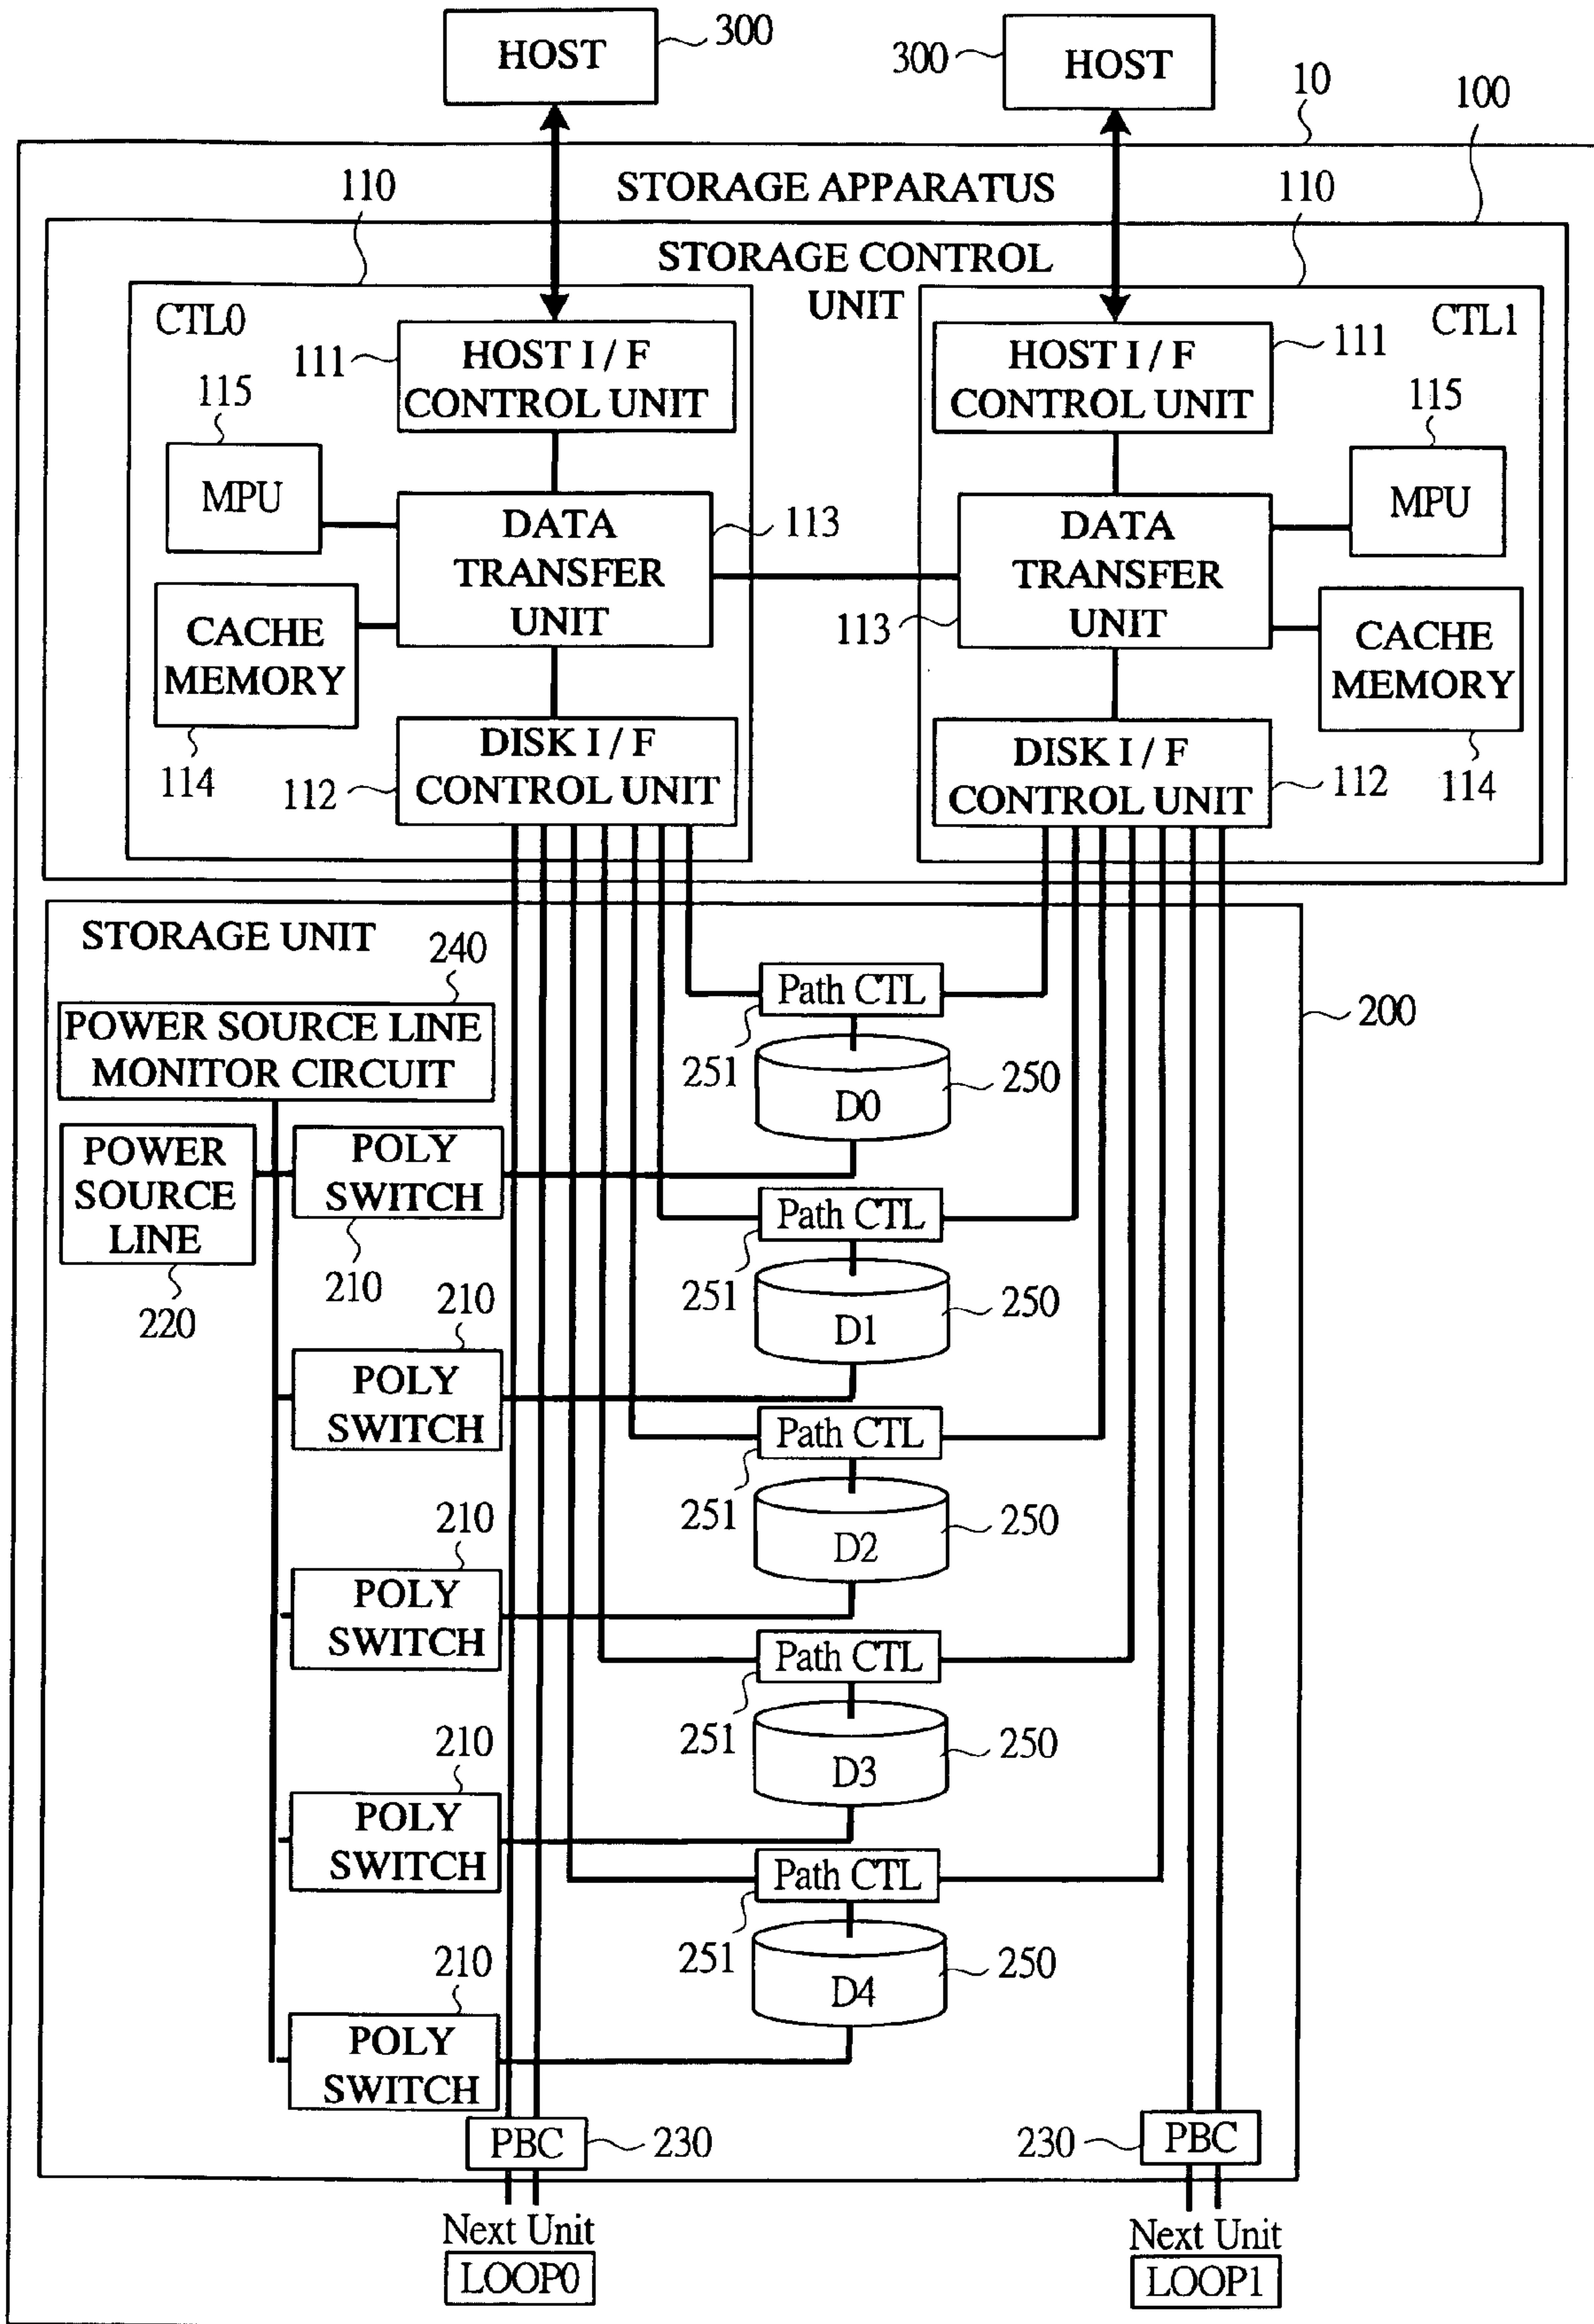 HOST
300
300
HOST
10
100
STORAGE APPARATUS
110
110
STORAGE CONTROL
UNIT
CTL0
CTL1
111
HOST I / F
CONTROL UNIT
HOST I / F
CONTROL UNIT
111
115
115
MPU
MPU
DATA
TRANSFER
UNIT
113
113
DATA
TRANSFER
UNIT
CACHE
MEMORY
CACHE
MEMORY
114
112
DISK I / F
CONTROL UNIT
DISK I / F
CONTROL UNIT
112
114
STORAGE UNIT
240
POWER SOURCE LINE
MONITOR CIRCUIT
Path CTL
200
251
250
D0
POWER
SOURCE
LINE
POLY
SWITCH
220
210
Path CTL
251
250
D1
210
POLY
SWITCH
Path CTL
251
250
D2
210
POLY
SWITCH
Path CTL
251
250
D3
210
POLY
SWITCH
Path CTL
251
250
D4
210
POLY
SWITCH
PBC
230
230
PBC
Next Unit
LOOP0
Next Unit
LOOP1